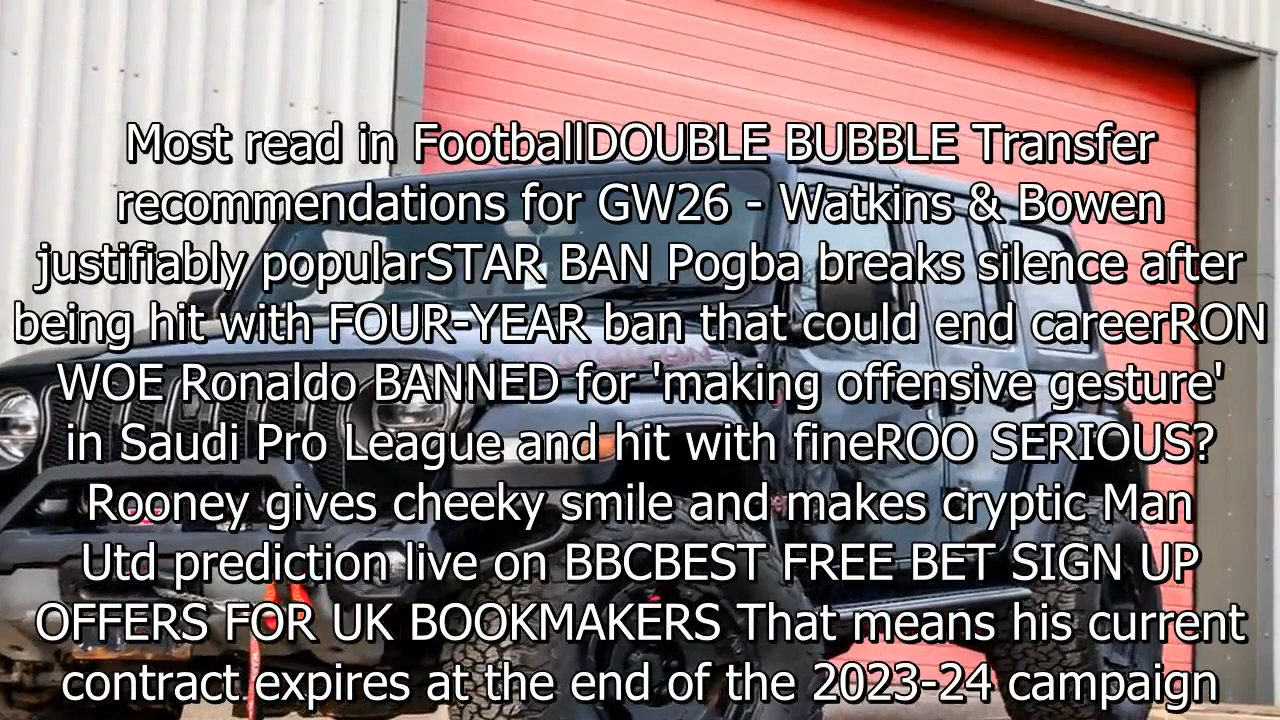 Most read in FootballDOUBLE BUBBLE Transfer
recommendations for GW26 - Watkins & Bowen
justifiably popularSTAR BAN Pogba breaks silence after
being hit with FOUR-YEAR ban that could end careerRON
WOE Ronaldo BANNED for 'making offensive gesture'
in Saudi Pro League and hit with fineROO SERIOUS?
Rooney gives cheeky smile and makes cryptic Man
Utd prediction live on BBCBEST FREE BET SIGN UP
OFFERS FOR UK BOOKMAKERS That means his current
contract expires at the end of the 2023-24 campaign